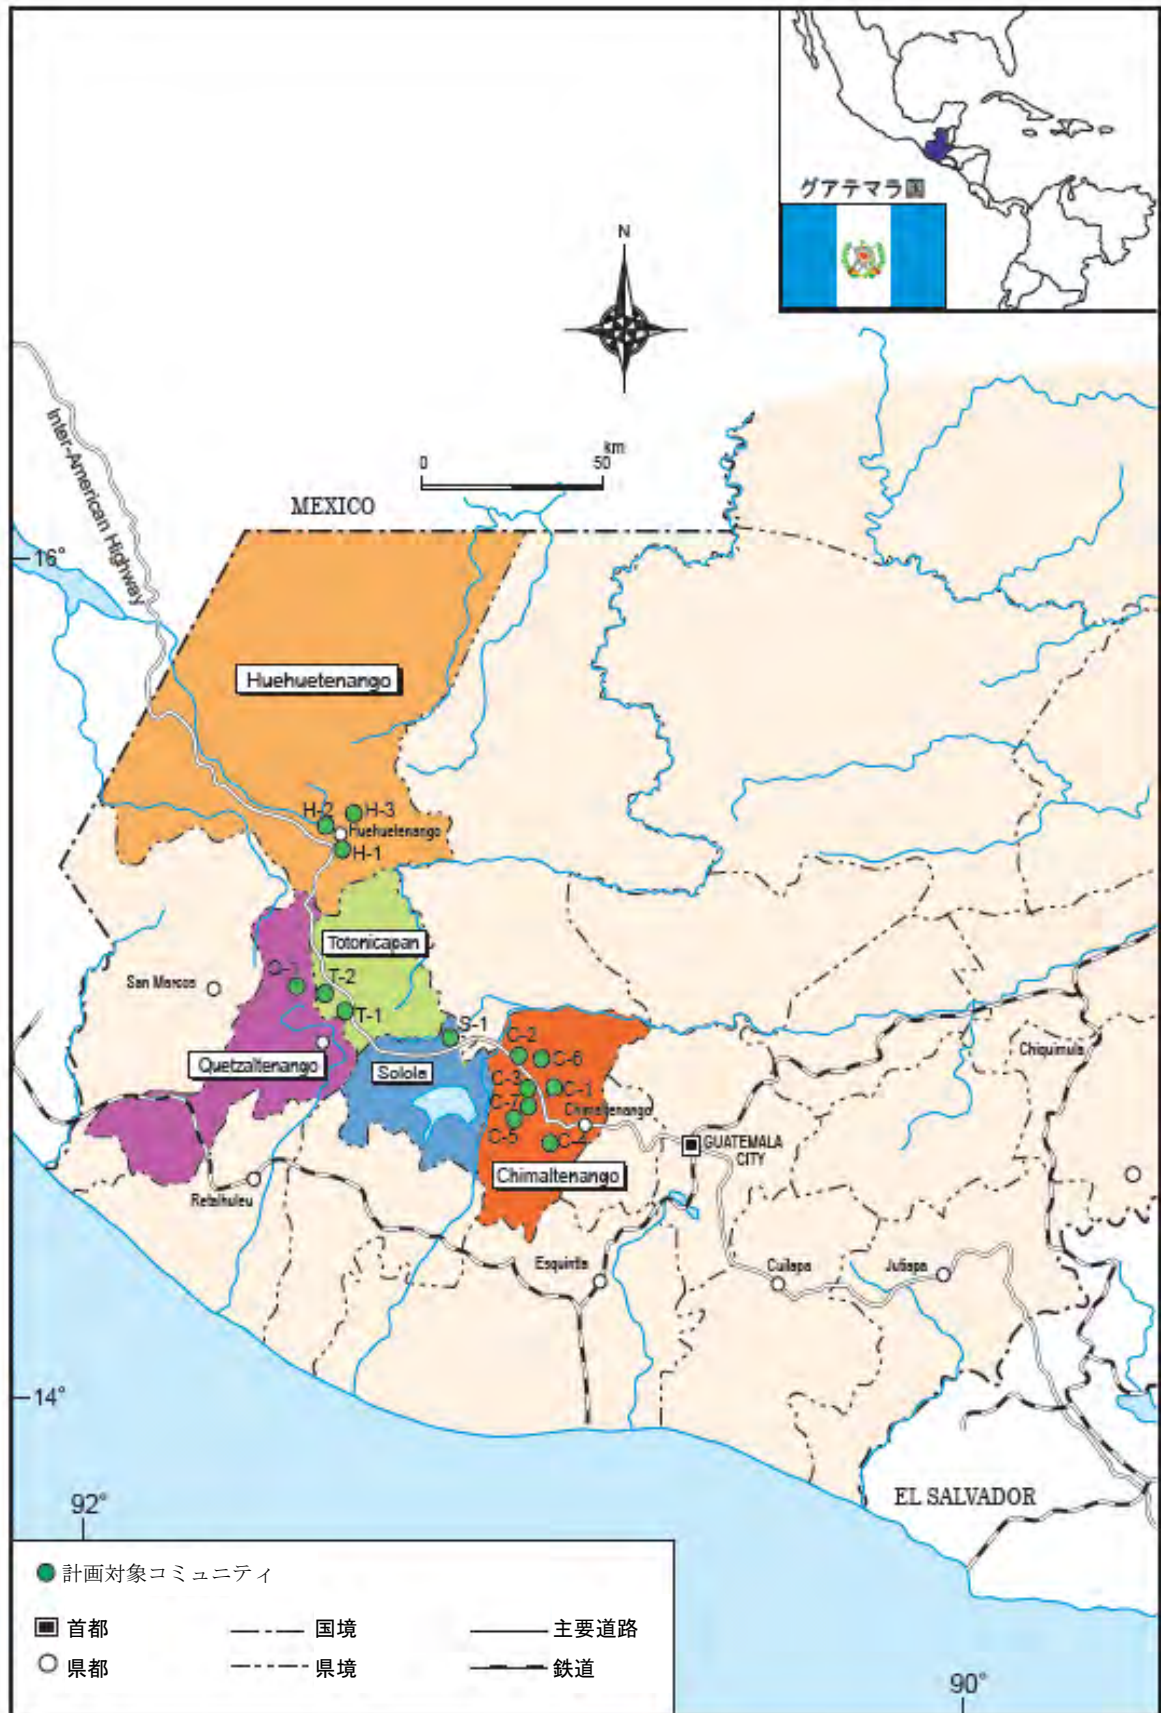 グアテマラ国
N
0
50
km
MEXICO
Inter-American Highway
16°
Huehuetenango
H-2
H-3
Huehuetenango
H-1
Totonicapan
San Marcos
Q-1
T-2
T-1
S-1
C-2
C-6
Quetzaltenango
Solola
C-3
C-1
C-7
Chimaltenango
C-5
C-4
Chiquimula
GUATEMALA
CITY
Chimaltenango
Retalhuleu
Esquintla
Cuilapa
Jutiapa
14°
EL SALVADOR
92°
90°
計画対象コミュニティ
首都
国境
主要道路
県都
県境
鉄道